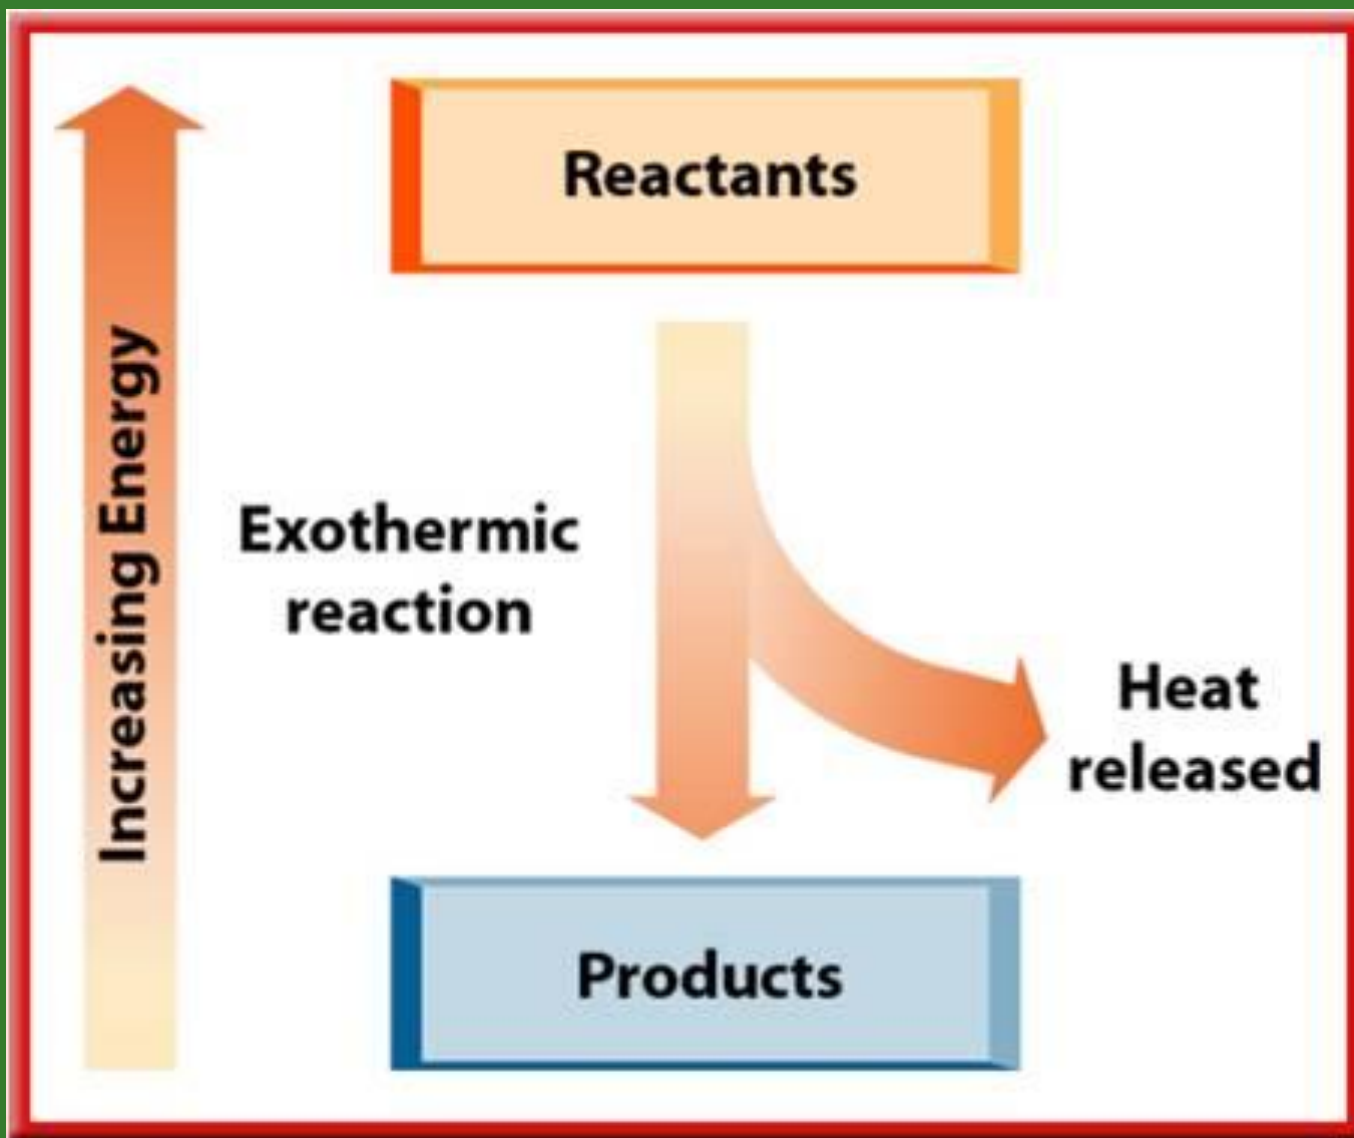 Reactants
Increasing Energy
Exothermic
reaction
Heat
released
Products